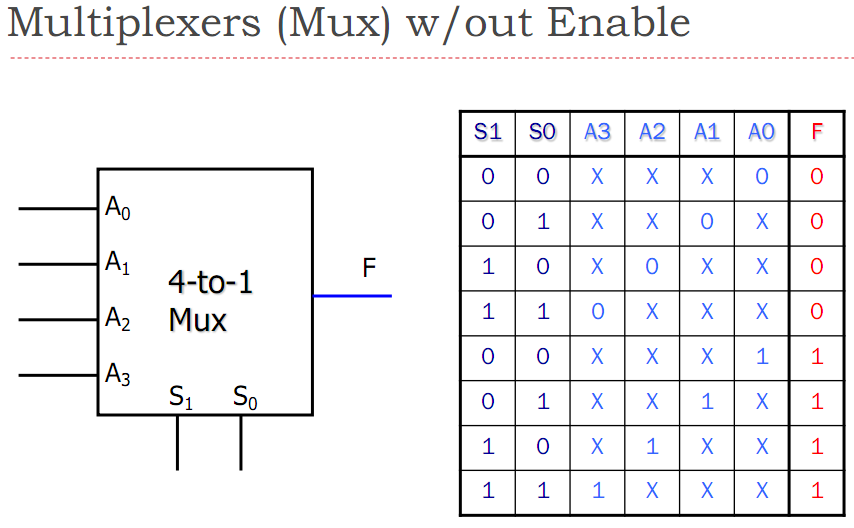 Multiplexers (Mux) w/out Enable
A0
A1
A2
A3
4-to-1
Mux
S1 S0
F
S1 S0 A3 A2 A1 A0 F
0 0 X X X 0 0
0 1 X X 0 X 0
1 0 X 0 X X 0
1 1 0 X X X 0
0 0 X X X 1 1
0 1 X X 1 X 1
1 0 X 1 X X 1
1 1 1 X X X 1